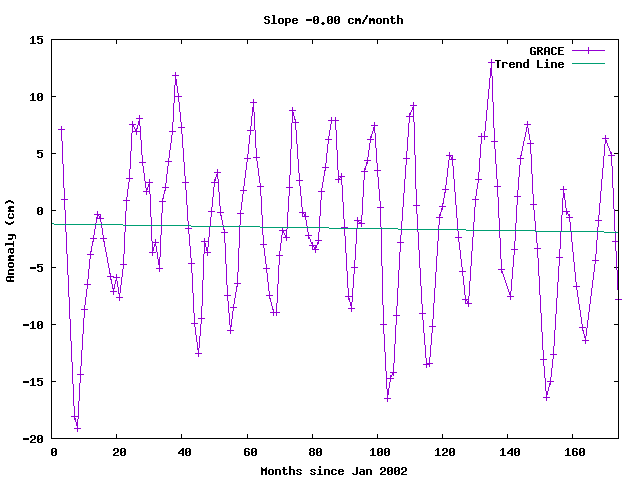 Slope -0.00 cm/month
GRACE
Trend Line
15
10
5
0
-5
-10
-15
-20
Anomaly (cm)
0 20 40 60 80 100 120 140 160
Months since Jan 2002